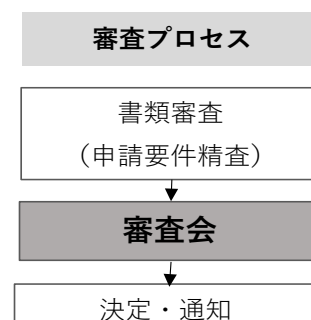 審査プロセス
書類審査
（申請要件精査）
審査会
決定・通知